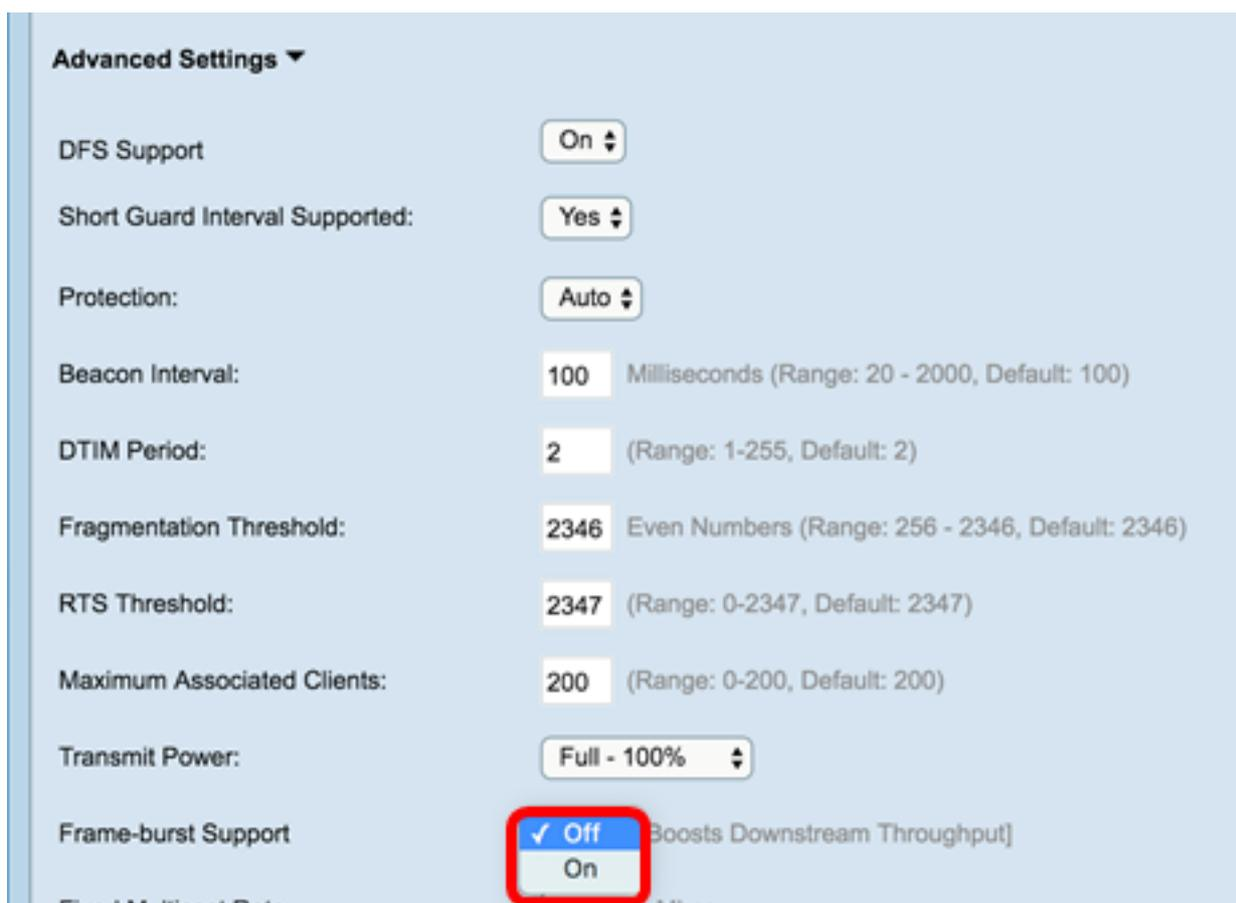 Advanced Settings
DFS Support On
Short Guard Interval Supported: Yes
Protection: Auto
Beacon Interval: 100 Milliseconds (Range: 20 - 2000, Default: 100)
DTIM Period: 2 (Range: 1-255, Default: 2)
Fragmentation Threshold: 2346 Even Numbers (Range: 256 - 2346, Default: 2346)
RTS Threshold: 2347 (Range: 0-2347, Default: 2347)
Maximum Associated Clients: 200 (Range: 0-200, Default: 200)
Transmit Power: Full - 100%
Frame-burst Support ✓ Off Boosts Downstream Throughput]
On